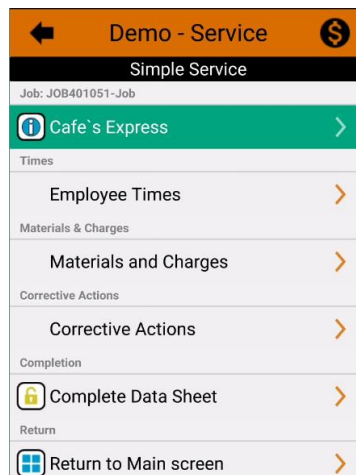 Demo - Service
Simple Service
Job: JOB401051-Job
Cafe`s Express
Times
Employee Times
Materials & Charges
Materials and Charges
Corrective Actions
Corrective Actions
Completion
Complete Data Sheet
Return
Return to Main screen